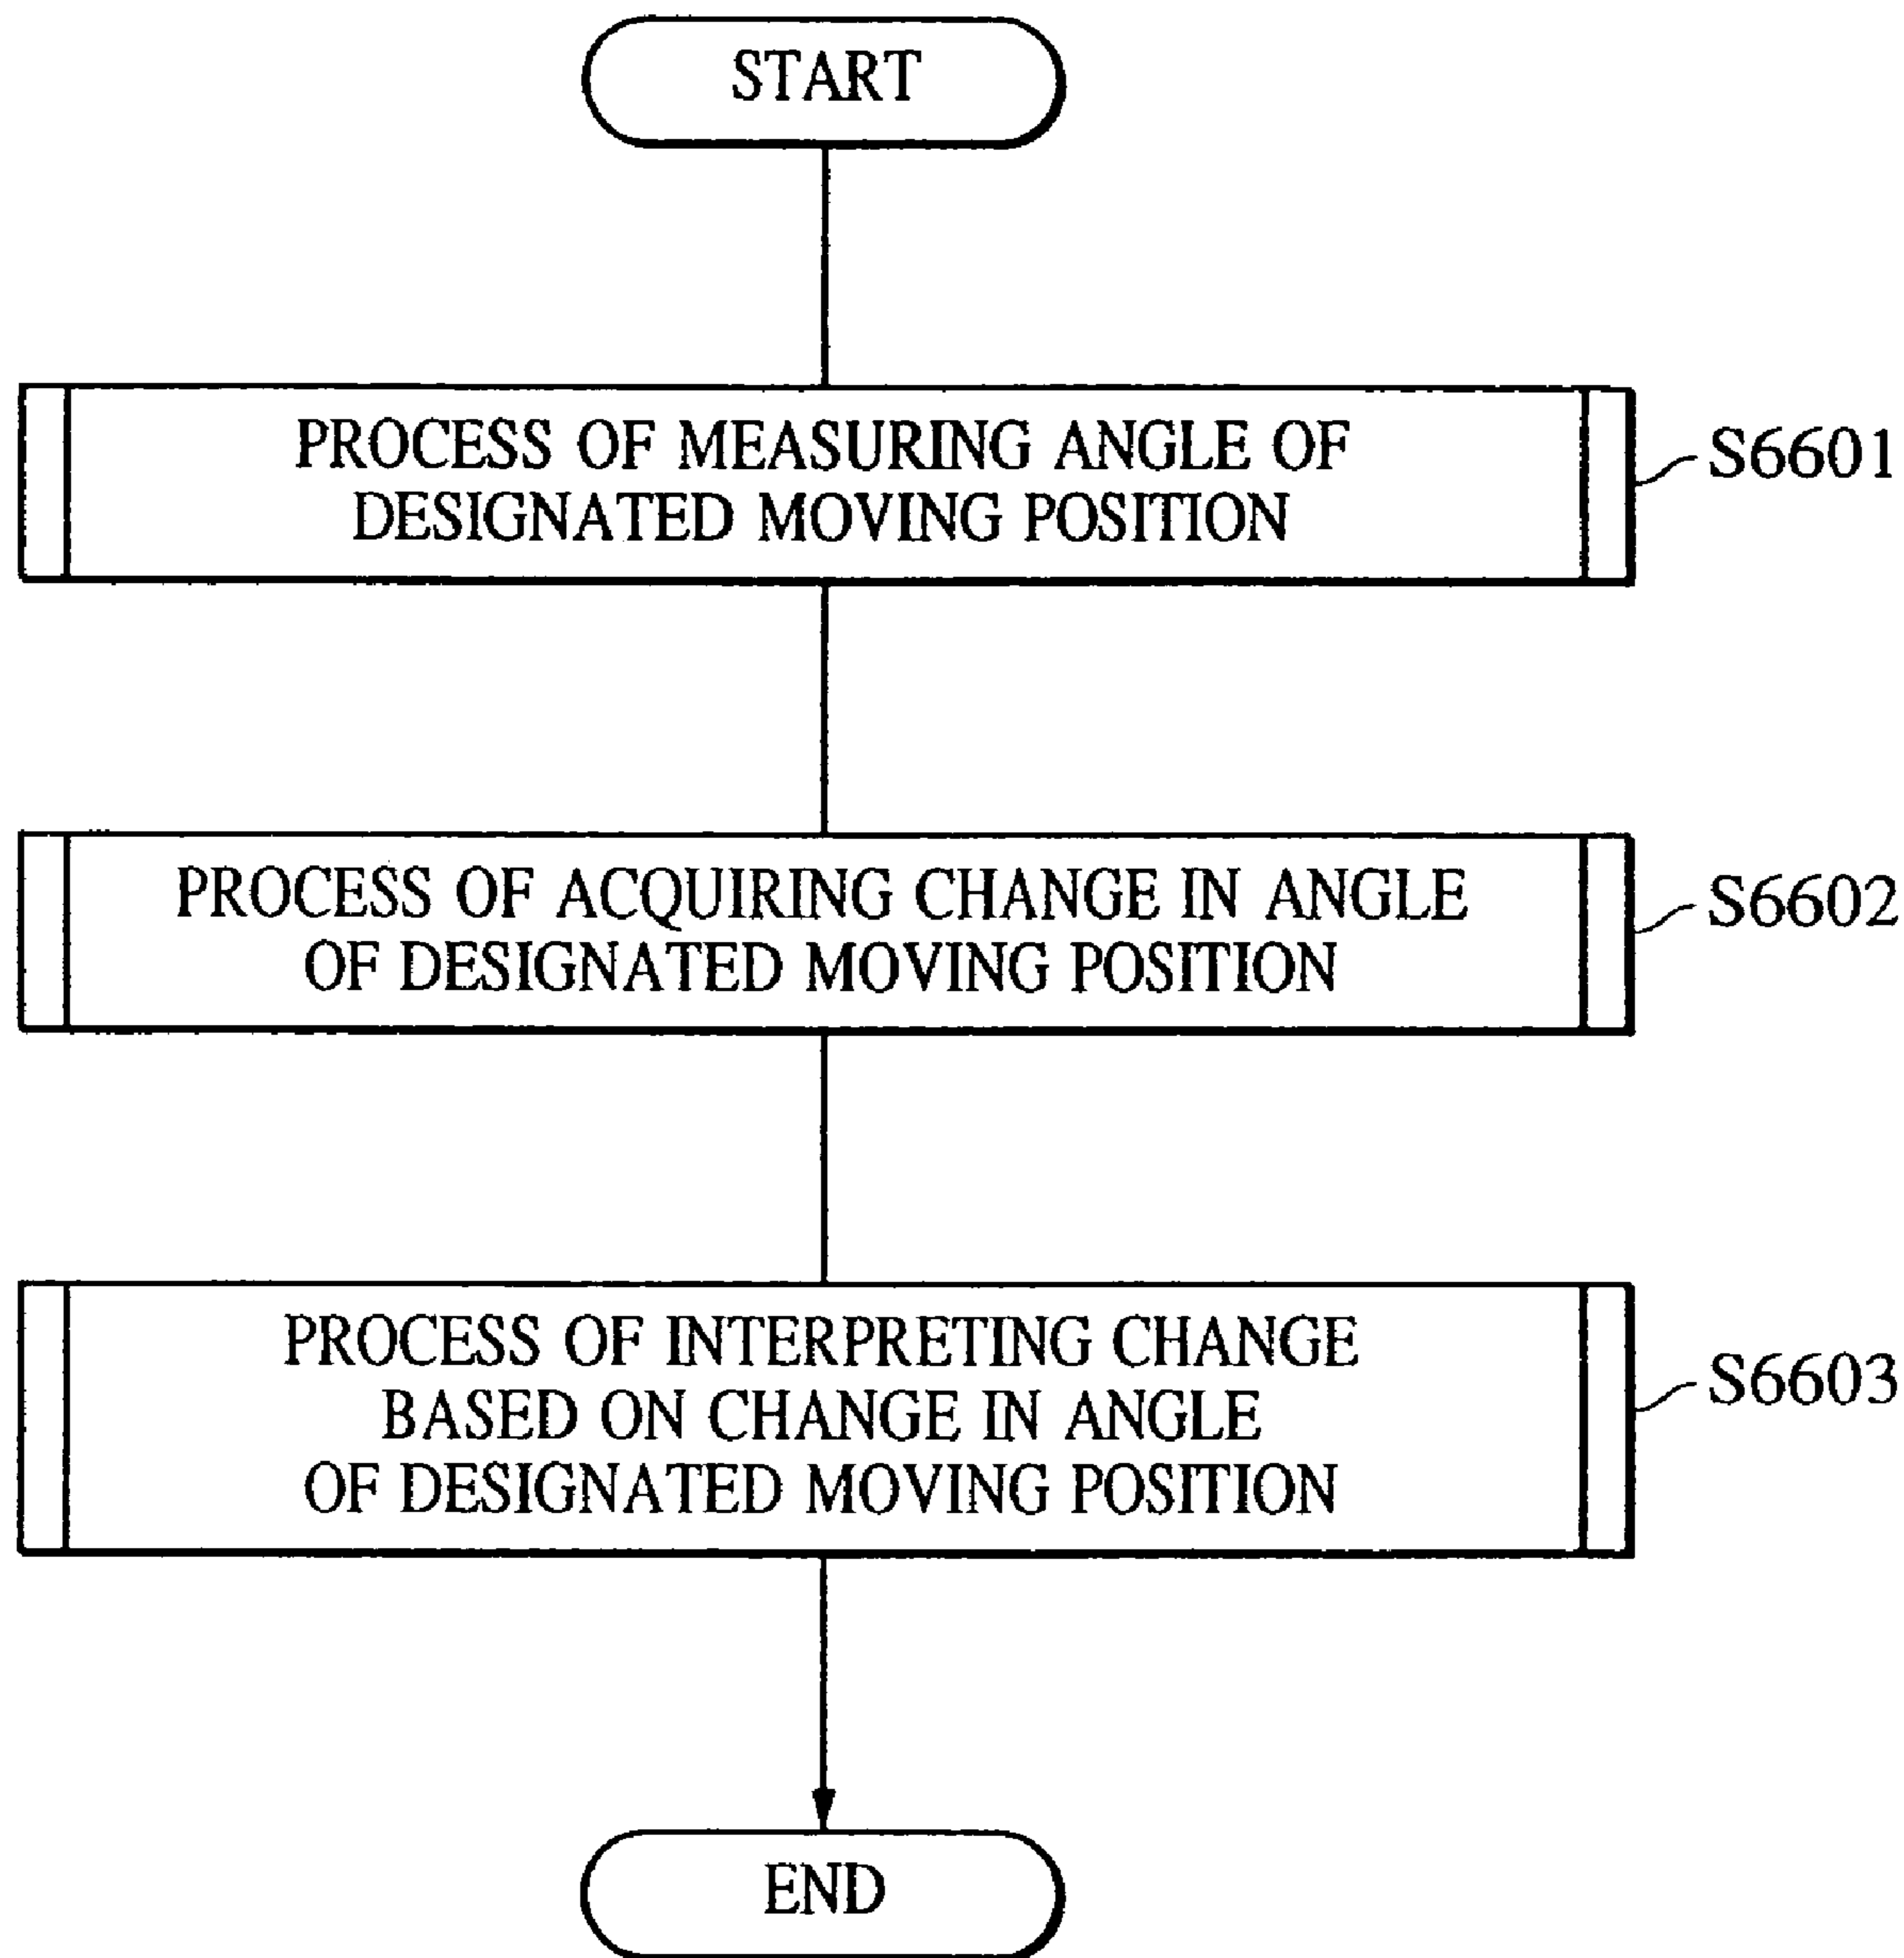 START
PROCESS OF MEASURING ANGLE OF
DESIGNATED MOVING POSITION
S6601
PROCESS OF ACQUIRING CHANGE IN ANGLE
OF DESIGNATED MOVING POSITION
S6602
PROCESS OF INTERPRETING CHANGE
BASED ON CHANGE IN ANGLE
OF DESIGNATED MOVING POSITION
S6603
END